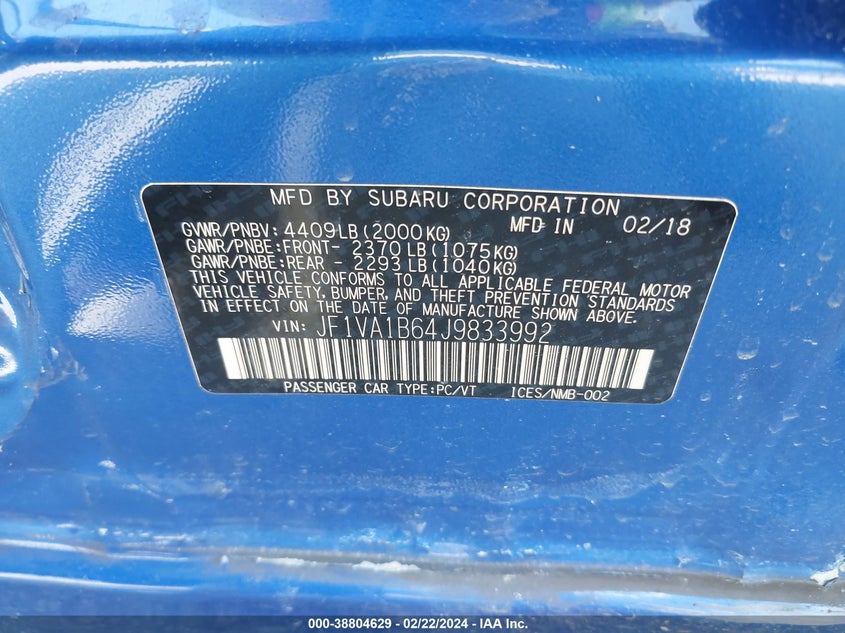 MFD BY SUBARU CORPORATION
GVWR/PNBV: 4409LB(2000KG) MFD IN 02/18
GAWR/PNBE:FRONT- 2370LB(1075KG)
GAWR/PNBE:REAR - 2293LB(1040KG)
THIS VEHICLE CONFORMS TO ALL APPLICABLE FEDERAL MOTOR
VEHICLE SAFETY, BUMPER, AND THEFT PREVENTION STANDARDS
IN EFFECT ON THE DATE OF MANUFACTURE SHOWN ABOVE.
VIN: JF1VA1B64J9833992
PASSENGER CAR TYPE:PC/VT ICES/NMB-002
000-38804629 - 02/22/2024 - IAA Inc.